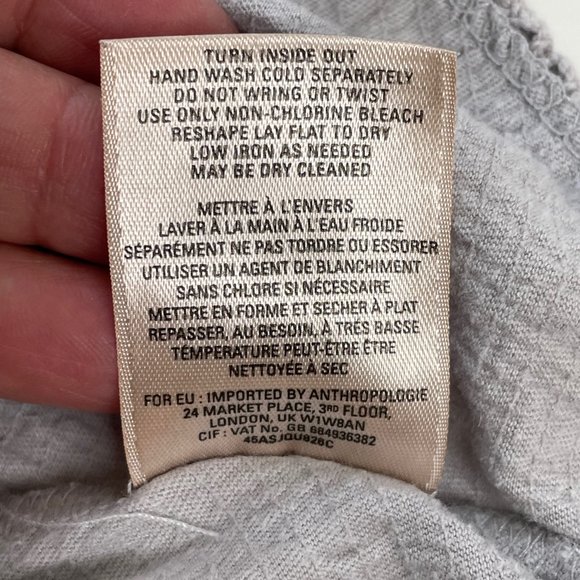 TURN INSIDE OUT
HAND WASH COLD SEPARATELY
DO NOT WRING OR TWIST
USE ONLY NON-CHLORINE BLEACH
RESHAPE LAY FLAT TO DRY
LOW IRON AS NEEDED
MAY BE DRY CLEANED
METTRE À L'ENVERS
LAVER À LA MAIN À L'EAU FROIDE
SÉPARÉMENT NE PAS TORDRE OU ESSORER
UTILISER UN AGENT DE BLANCHIMENT
SANS CHLORE SI NÉCESSAIRE
METTRE EN FORME ET SECHER À PLAT
REPASSER, AU BESOIN, À TRÈS BASSE
TEMPÉRATURE PEUT-ÊTRE ÊTRE
NETTOYÉE À SEC
FOR EU : IMPORTED BY ANTHROPOLOGIE
24 MARKET PLACE, 3RD FLOOR,
LONDON, UK W1W8AN
CIF : VAT No. GB 684936382
45ASJQU826C